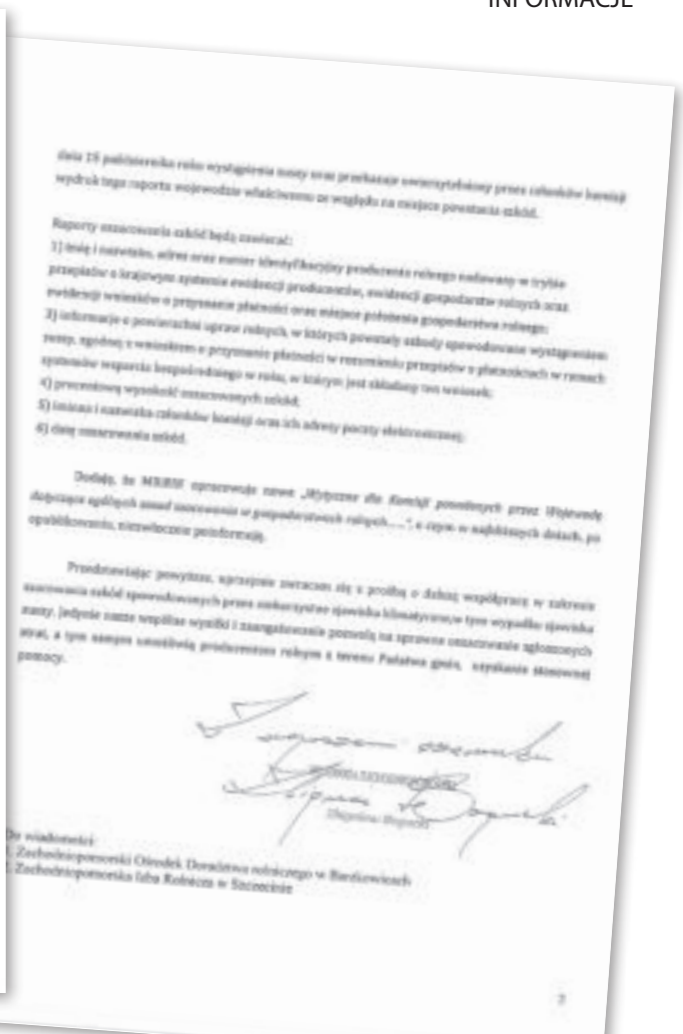 INFORMACJE
dnia 15 października roku wystąpienia suszy oraz przekazuje uwierzytelniony przez członków komisji
wydruk tego raportu wojewodzie właściwemu ze względu na miejsce powstania szkód.
Raporty oszacowania szkód będą zawierać:
1) imię i nazwisko, adres oraz numer identyfikacyjny producenta rolnego nadawany w trybie
przepisów o krajowym systemie ewidencji producentów, ewidencji gospodarstw rolnych oraz
ewidencji wniosków o przyznanie płatności oraz miejsce położenia gospodarstwa rolnego;
3) informacje o powierzchni upraw rolnych, w których powstały szkody spowodowane wystąpieniem
suszy, zgodnej z wnioskiem o przyznanie płatności w rozumieniu przepisów o płatnościach w ramach
systemów wsparcia bezpośredniego w roku, w którym jest składany ten wniosek;
4) procentową wysokość oszacowanych szkód;
5) imiona i nazwiska członków komisji oraz ich adresy poczty elektronicznej;
6) datę oszacowania szkód.
Dodaję, że MRiRW opracowuje nowe „Wytyczne dla Komisji powołanych przez Wojewodę
dotyczące ogólnych zasad szacowania w gospodarstwach rolnych......", o czym w najbliższych dniach, po
opublikowaniu, niezwłocznie poinformuję.
Przedstawiając powyższe, uprzejmie zwracam się z prośbą o dalszą współpracę w zakresie
szacowania szkód spowodowanych przez niekorzystne zjawiska klimatyczne, w tym wypadku zjawiska
suszy. Jedynie nasze wspólne wysiłki i zaangażowanie pozwolą na sprawne oszacowanie zgłoszonych
strat, a tym samym umożliwią producentom rolnym z terenu Państwa gmin, uzyskanie stosownej
pomocy.
Zbigniew Bogucki
Do wiadomości:
1. Zachodniopomorski Ośrodek Doradztwa rolniczego w Barzkowicach
2. Zachodniopomorska Izba Rolnicza w Szczecinie
2